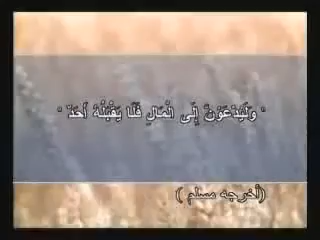 " وَلَيُدْعَوُنَّ إِلَى الْمَالِ فَلَا يَقْبَلُهُ أَحَدٌ "
(أخرجه مسلم )